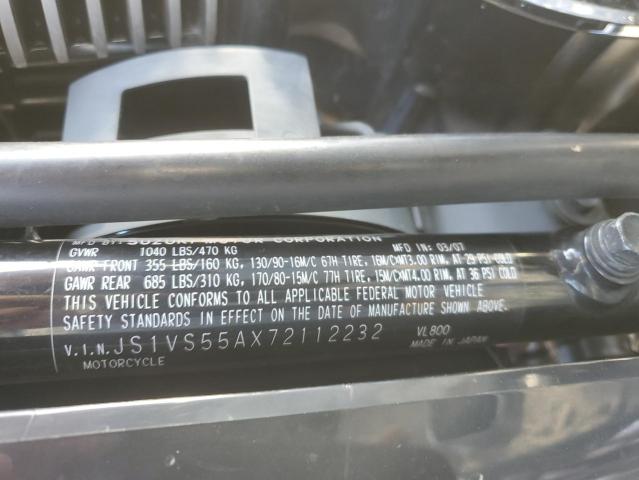 MFD BY: SUZUKI MOTOR CORPORATION MFD IN: 03/07
GVWR 1040 LBS/470 KG
GAWR FRONT 355 LBS/160 KG, 130/90-16M/C 67H TIRE, 16M/C×MT3.00 RIM, AT 29 PSI COLD
GAWR REAR 685 LBS/310 KG, 170/80-15M/C 77H TIRE, 15M/C×MT4.00 RIM, AT 36 PSI COLD
THIS VEHICLE CONFORMS TO ALL APPLICABLE FEDERAL MOTOR VEHICLE
SAFETY STANDARDS IN EFFECT ON THE DATE OF MANUFACTURE SHOWN ABOVE.
V.I.N. JS1VS55AX72112232 VL800
MOTORCYCLE MADE IN JAPAN